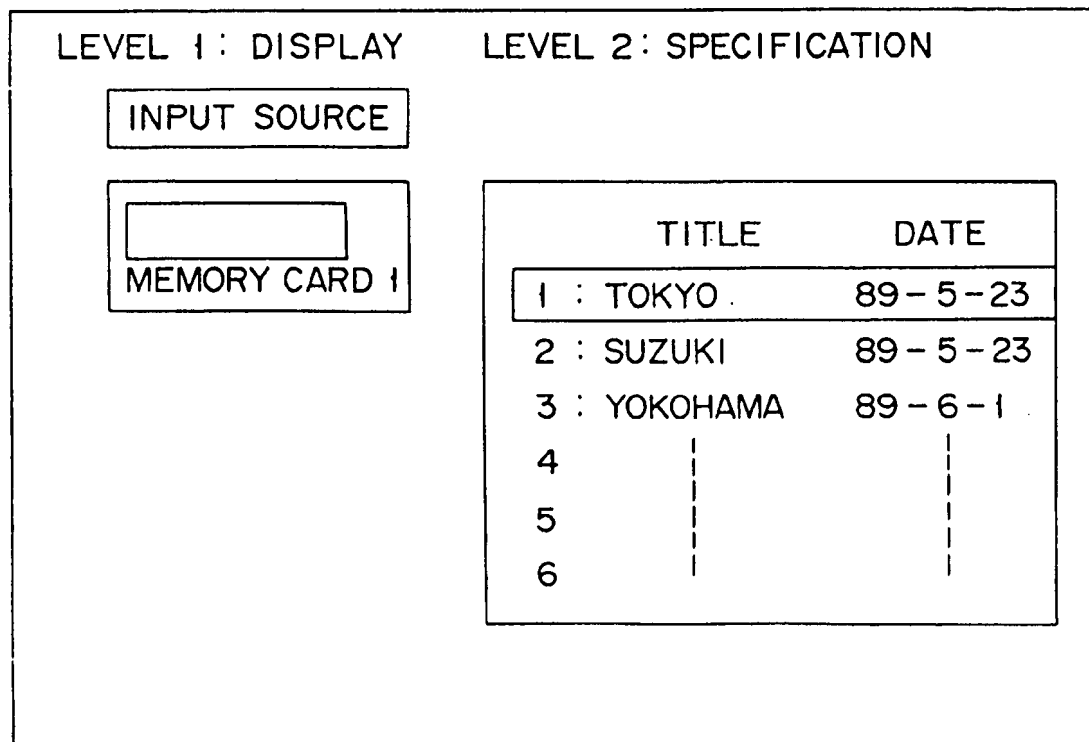 LEVEL 1: DISPLAY LEVEL 2: SPECIFICATION
INPUT SOURCE
MEMORY CARD 1
TITLE DATE
1 : TOKYO 89-5-23
2 : SUZUKI 89-5-23
3 : YOKOHAMA 89-6-1
4
5
6